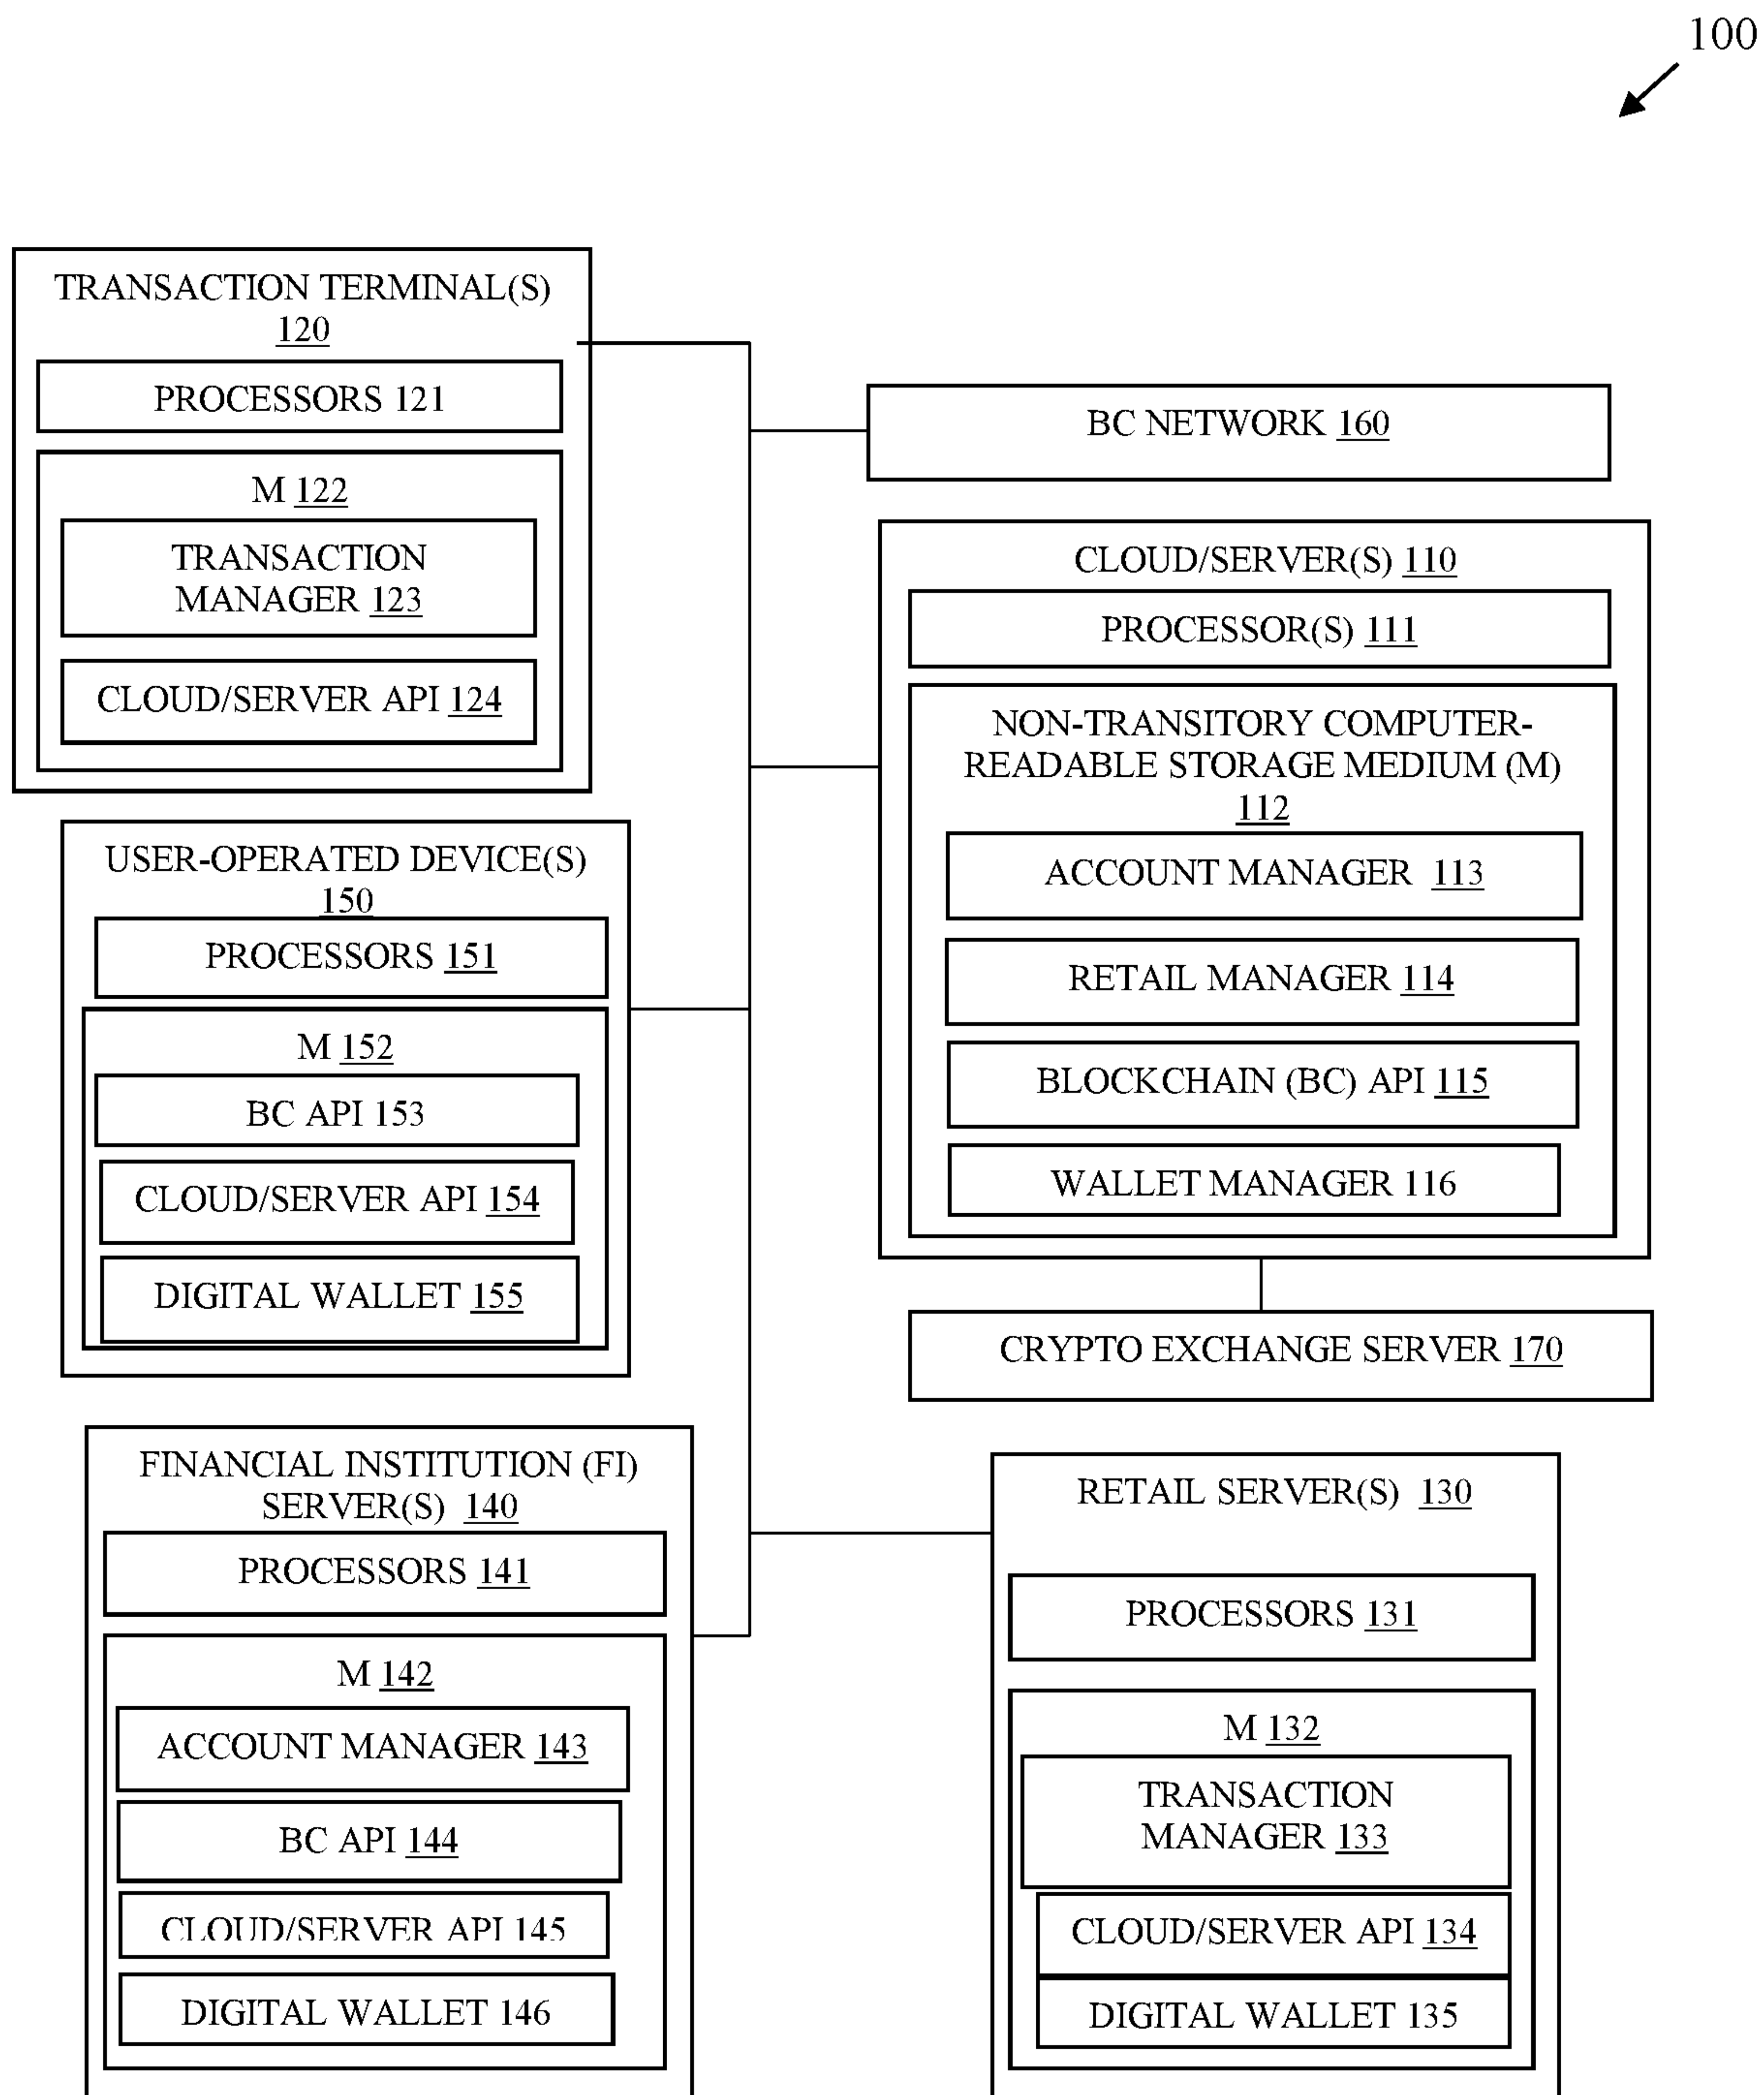 100
TRANSACTION TERMINAL(S)
120
PROCESSORS 121
M 122
TRANSACTION
MANAGER 123
CLOUD/SERVER API 124
USER-OPERATED DEVICE(S)
150
PROCESSORS 151
M 152
BC API 153
CLOUD/SERVER API 154
DIGITAL WALLET 155
FINANCIAL INSTITUTION (FI)
SERVER(S) 140
PROCESSORS 141
M 142
ACCOUNT MANAGER 143
BC API 144
CLOUD/SERVER API 145
DIGITAL WALLET 146
BC NETWORK 160
CLOUD/SERVER(S) 110
PROCESSOR(S) 111
NON-TRANSITORY COMPUTER-
READABLE STORAGE MEDIUM (M)
112
ACCOUNT MANAGER 113
RETAIL MANAGER 114
BLOCKCHAIN (BC) API 115
WALLET MANAGER 116
CRYPTO EXCHANGE SERVER 170
RETAIL SERVER(S) 130
PROCESSORS 131
M 132
TRANSACTION
MANAGER 133
CLOUD/SERVER API 134
DIGITAL WALLET 135